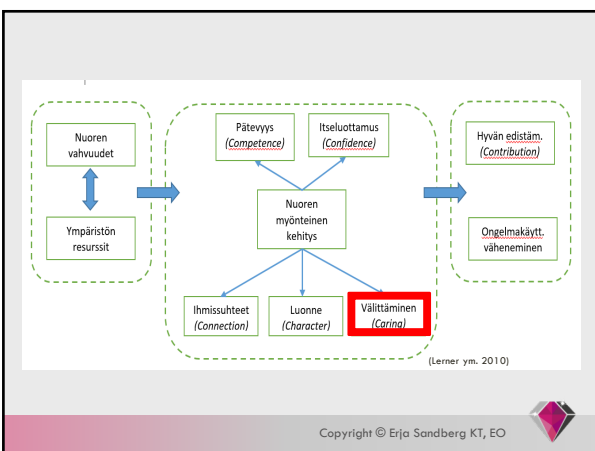 Nuoren
vahvuudet
Ympäristön
resurssit
Pätevyys
(Competence)
Itseluottamus
(Confidence)
Nuoren
myönteinen
kehitys
Ihmissuhteet
(Connection)
Luonne
(Character)
Välittäminen
(Caring)
Hyvän edistäm.
(Contribution)
Ongelmakäytt.
väheneminen
(Lerner ym. 2010)
Copyright © Erja Sandberg KT, EO